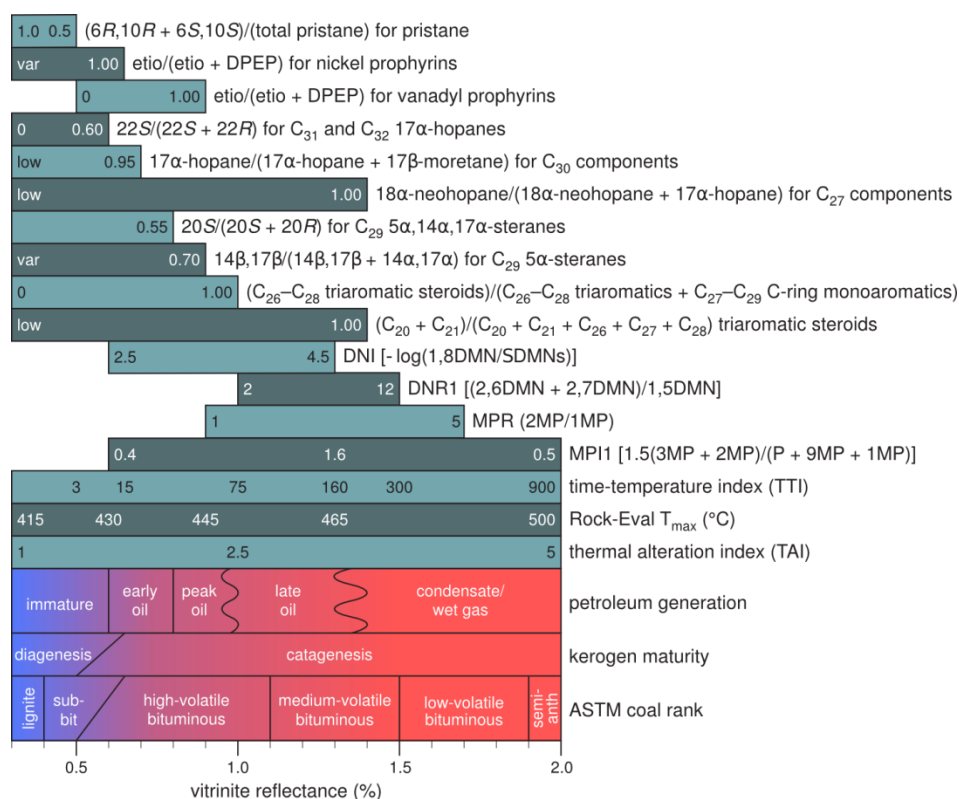 1.0 0.5 (6R,10R + 6S,10S)/(total pristane) for pristane
var 1.00 etio/(etio + DPEP) for nickel prophyrins
0 1.00 etio/(etio + DPEP) for vanadyl prophyrins
0 0.60 22S/(22S + 22R) for C31 and C32 17α-hopanes
low 0.95 17α-hopane/(17α-hopane + 17β-moretane) for C30 components
low 1.00 18α-neohopane/(18α-neohopane + 17α-hopane) for C27 components
0.55 20S/(20S + 20R) for C29 5α,14α,17α-steranes
var 0.70 14β,17β/(14β,17β + 14α,17α) for C29 5α-steranes
0 1.00 (C26–C28 triaromatic steroids)/(C26–C28 triaromatics + C27–C29 C-ring monoaromatics)
low 1.00 (C20 + C21)/(C20 + C21 + C26 + C27 + C28) triaromatic steroids
2.5 4.5 DNI [-log(1,8DMN/SDMNs)]
2 12 DNR1 [(2,6DMN + 2,7DMN)/1,5DMN]
1 5 MPR (2MP/1MP)
0.4 1.6 0.5 MPI1 [1.5(3MP + 2MP)/(P + 9MP + 1MP)]
3 15 75 160 300 900 time-temperature index (TTI)
415 430 445 465 500 Rock-Eval Tmax (°C)
1 2.5 5 thermal alteration index (TAI)
immature
early
oil
peak
oil
late
oil
condensate/
wet gas
petroleum generation
diagenesis catagenesis kerogen maturity
lignite
sub-
bit
high-volatile
bituminous
medium-volatile
bituminous
low-volatile
bituminous
semi-
anth
ASTM coal rank
0.5 1.0 1.5 2.0
vitrinite reflectance (%)